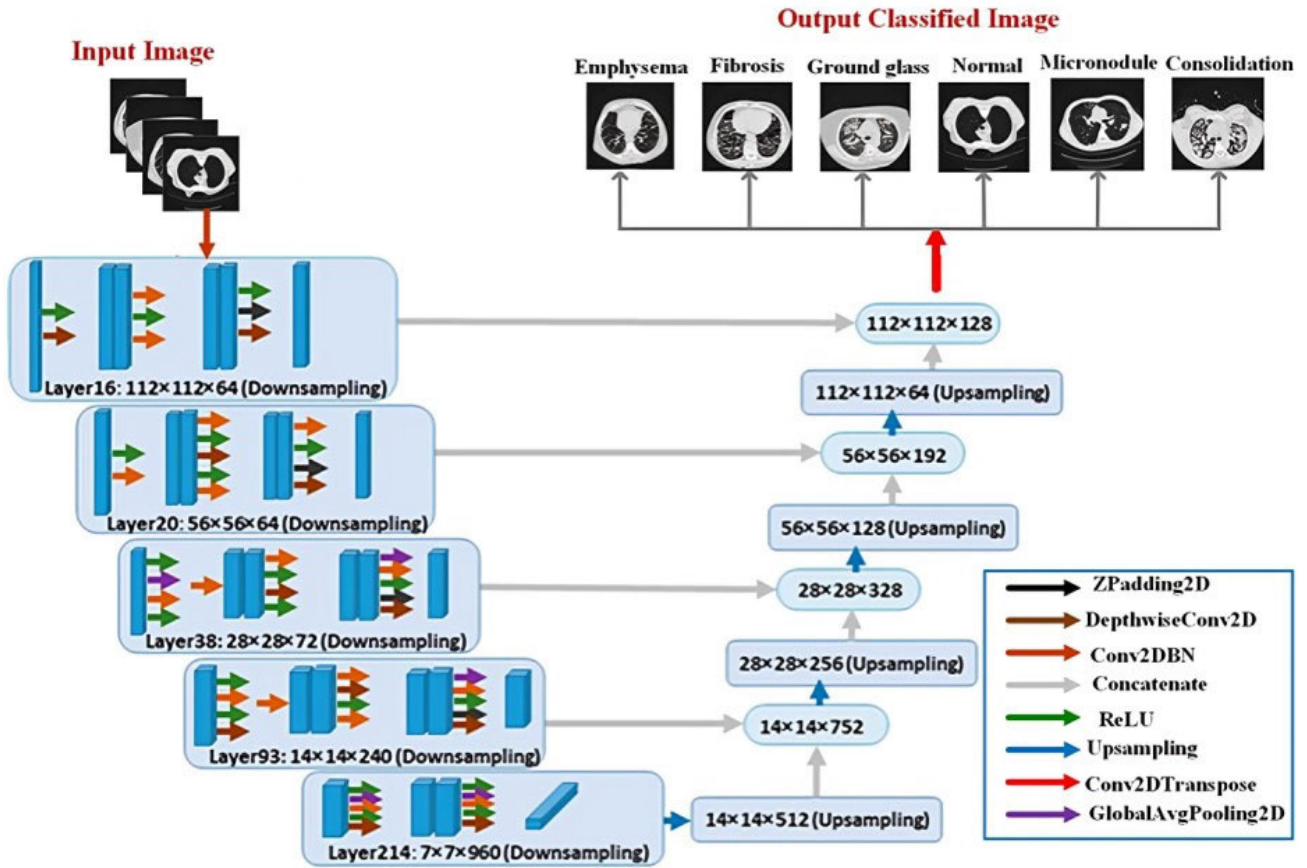 Output Classified Image
Input Image
Emphysema Fibrosis Ground glass Normal Micronodule Consolidation
Layer16: 112×112×64 (Downsampling)
112×112×128
112×112×64 (Upsampling)
56×56×192
Layer20: 56×56×64 (Downsampling)
56×56×128 (Upsampling)
28×28×328
Layer38: 28×28×72 (Downsampling)
28×28×256 (Upsampling)
14×14×752
Layer93: 14×14×240 (Downsampling)
14×14×512 (Upsampling)
Layer214: 7×7×960 (Downsampling)
ZPadding2D
DepthwiseConv2D
Conv2DBN
Concatenate
ReLU
Upsampling
Conv2DTranspose
GlobalAvgPooling2D